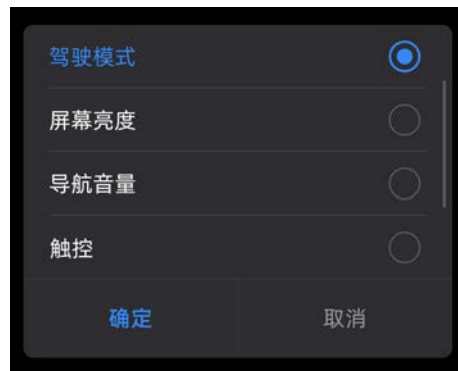 驾驶模式
屏幕亮度
导航音量
触控
确定 取消